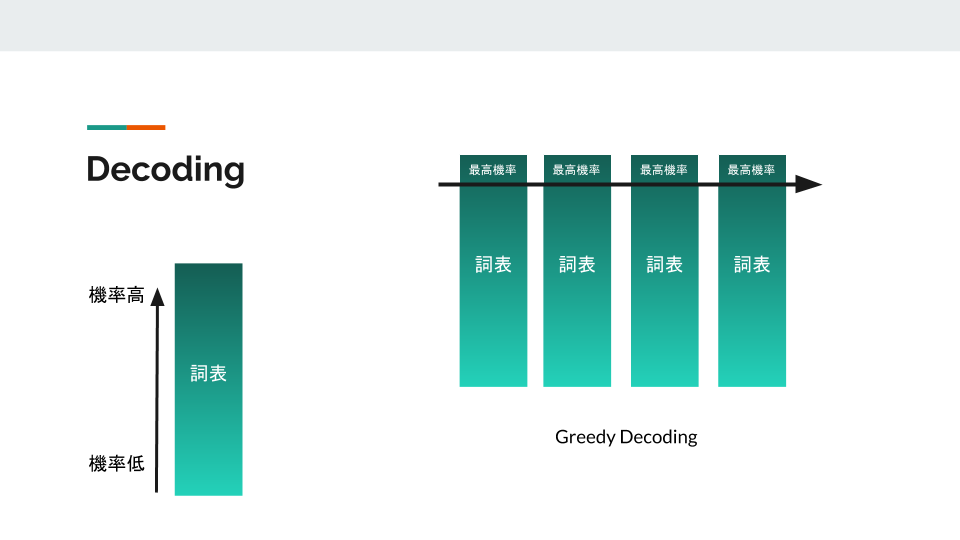 Decoding
機率高
詞表
機率低
最高機率 最高機率 最高機率 最高機率
詞表 詞表 詞表 詞表
Greedy Decoding